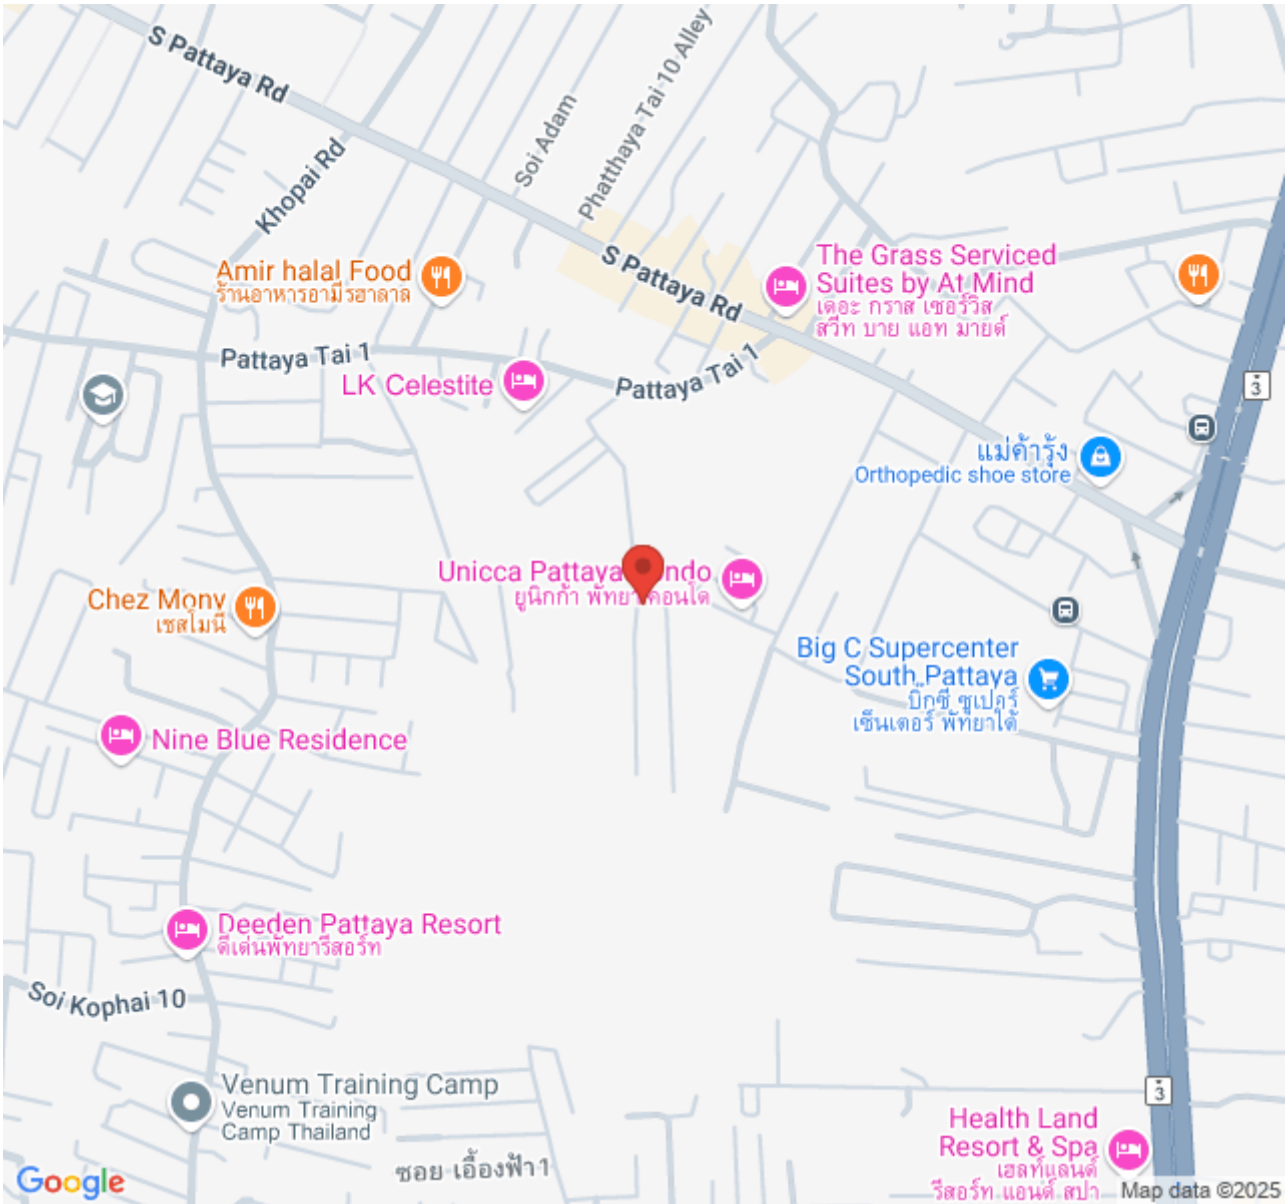 S Pattaya Rd
Soi Adam
Phatthaya Tai 10 Alley
Khopai Rd
Amir halal Food
ร้านอาหารอามีรฮาลาล
S Pattaya Rd
The Grass Serviced
Suites by At Mind
เดอะ กราส เซอร์วิส
สวีท บาย แอท มายด์
Pattaya Tai 1
LK Celestite
Pattaya Tai 1
3
แม่ค้ารุ้ง
Orthopedic shoe store
Unicca Pattaya
ยูนิกก้า พัทยา คอนโด
Chez Mony
เชสโมนี
Big C Supercenter
South Pattaya
บิ๊กซี ซูเปอร์
เซ็นเตอร์ พัทยาใต้
Nine Blue Residence
Deeden Pattaya Resort
ดีเด่นพัทยารีสอร์ท
Soi Kophai 10
Venum Training Camp
Venum Training
Camp Thailand
3
Health Land
Resort & Spa
เฮลท์แลนด์
รีสอร์ท แอนด์ สปา
ซอย เอื้องฟ้า 1
Google
Map data ©2025